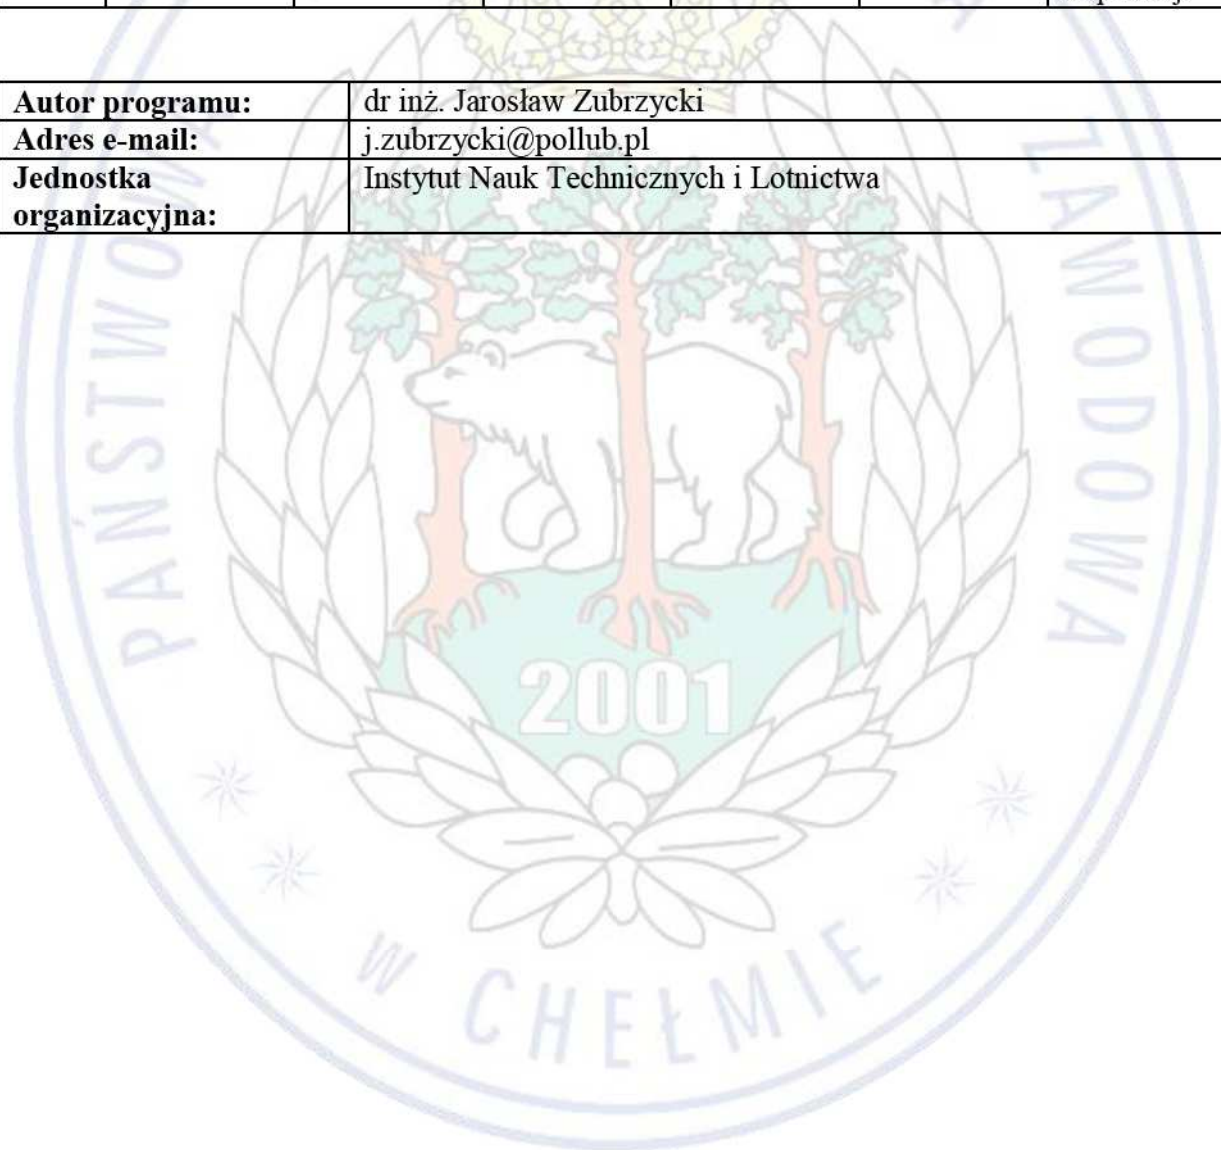 Autor programu: dr inż. Jarosław Zubrzycki
Adres e-mail: j.zubrzycki@pollub.pl
Jednostka organizacyjna: Instytut Nauk Technicznych i Lotnictwa
PAŃSTWOWA
ZAWODOWA
2001
W CHEŁMIE